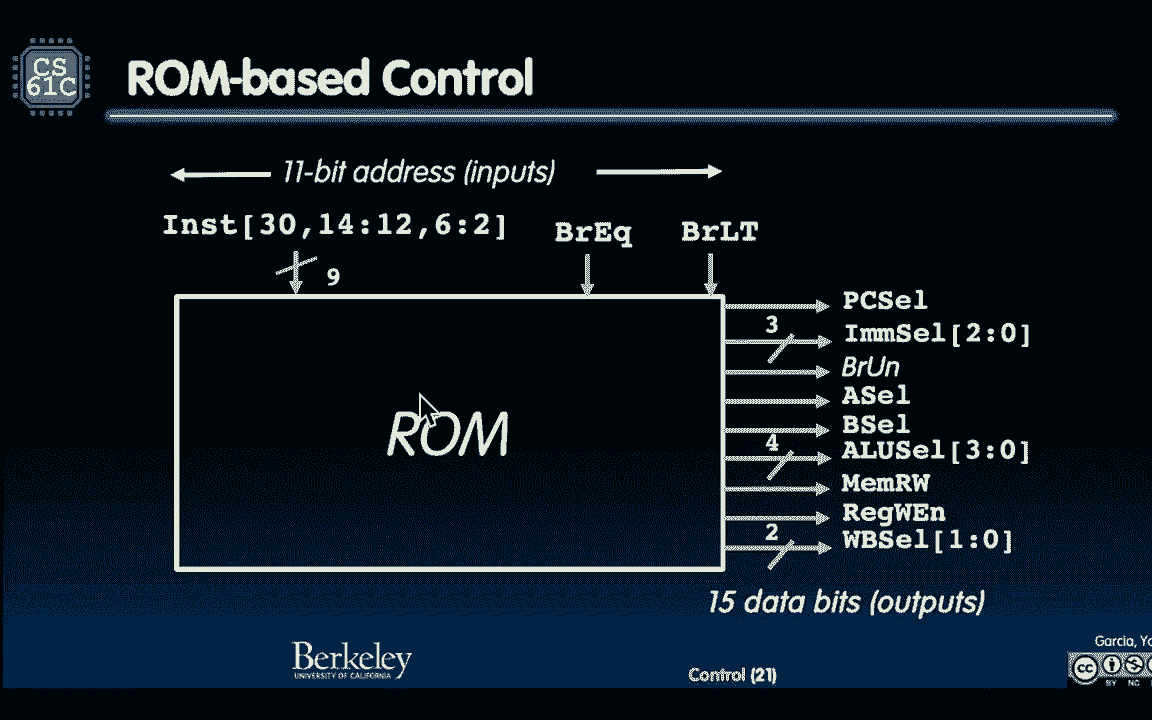 CS
61C
ROM-based Control
11-bit address (inputs)
Inst[30,14:12,6:2]
BrEq
BrLT
9
PCSel
3
ImmSel[2:0]
BrUn
ASel
BSel
4
ALUSel[3:0]
MemRW
RegWEn
2
WBSel[1:0]
ROM
15 data bits (outputs)
Berkeley
UNIVERSITY OF CALIFORNIA
Control (21)
Garcia,
cc
BY NC